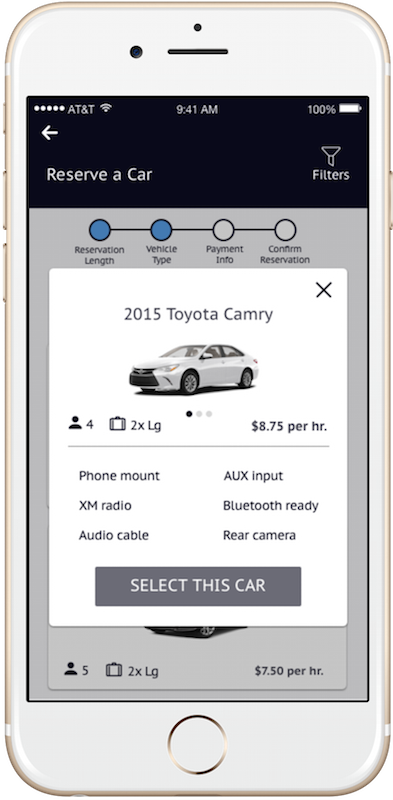 ●●●●● AT&T 9:41 AM 100%
Reserve a Car
Filters
Reservation Length
Vehicle Type
Payment Info
Confirm Reservation
2015 Toyota Camry
4 2x Lg $8.75 per hr.
Phone mount AUX input
XM radio Bluetooth ready
Audio cable Rear camera
SELECT THIS CAR
5 2x Lg $7.50 per hr.